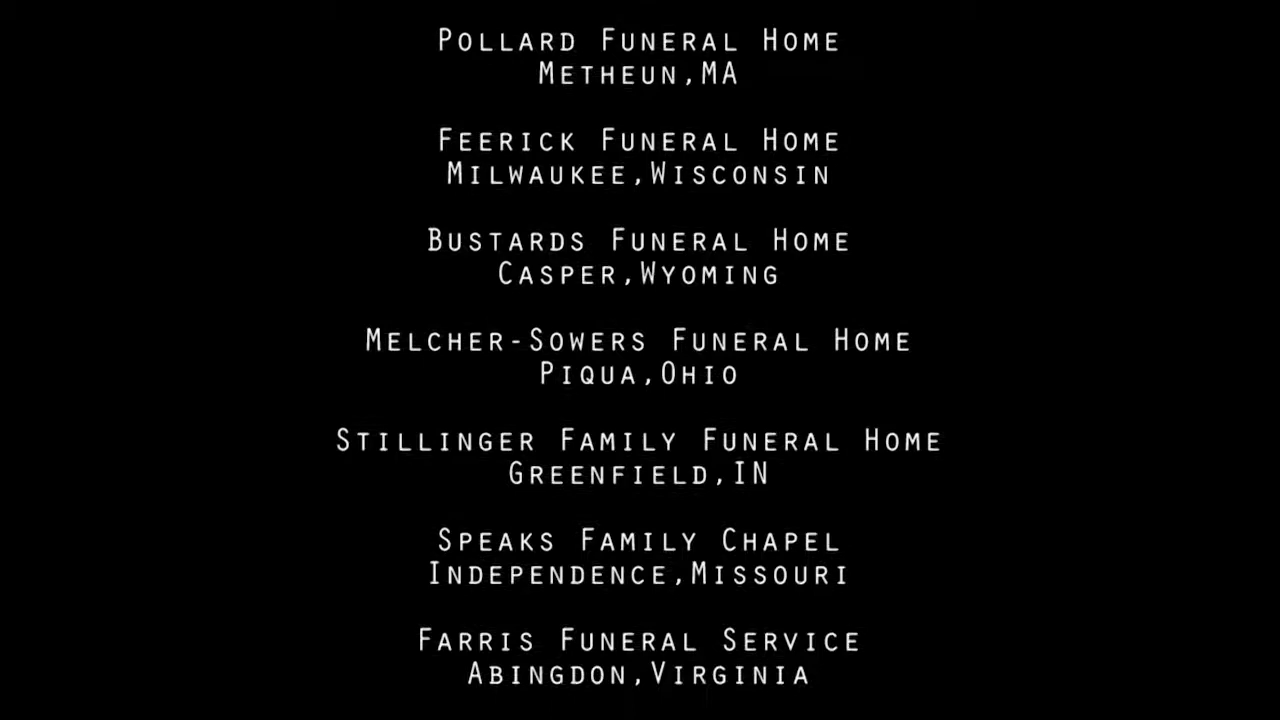 Pollard Funeral Home
Metheun,MA
Feerick Funeral Home
Milwaukee,Wisconsin
Bustards Funeral Home
Casper,Wyoming
Melcher-Sowers Funeral Home
Piqua,Ohio
Stillinger Family Funeral Home
Greenfield,IN
Speaks Family Chapel
Independence,Missouri
Farris Funeral Service
Abingdon,Virginia